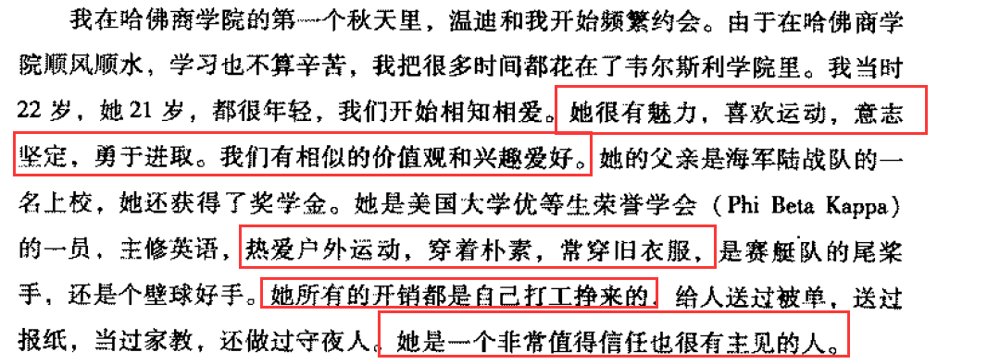 我在哈佛商学院的第一个秋天里，温迪和我开始频繁约会。由于在哈佛商学
院顺风顺水，学习也不算辛苦，我把很多时间都花在了韦尔斯利学院里。我当时
22 岁，她 21 岁，都很年轻，我们开始相知相爱。她很有魅力，喜欢运动，意志
坚定，勇于进取。我们有相似的价值观和兴趣爱好。她的父亲是海军陆战队的一
名上校，她还获得了奖学金。她是美国大学优等生荣誉学会（Phi Beta Kappa）
的一员，主修英语，热爱户外运动，穿着朴素，常穿旧衣服，是赛艇队的尾桨
手，还是个壁球好手。她所有的开销都是自己打工挣来的，给人送过被单，送过
报纸，当过家教，还做过守夜人。她是一个非常值得信任也很有主见的人。